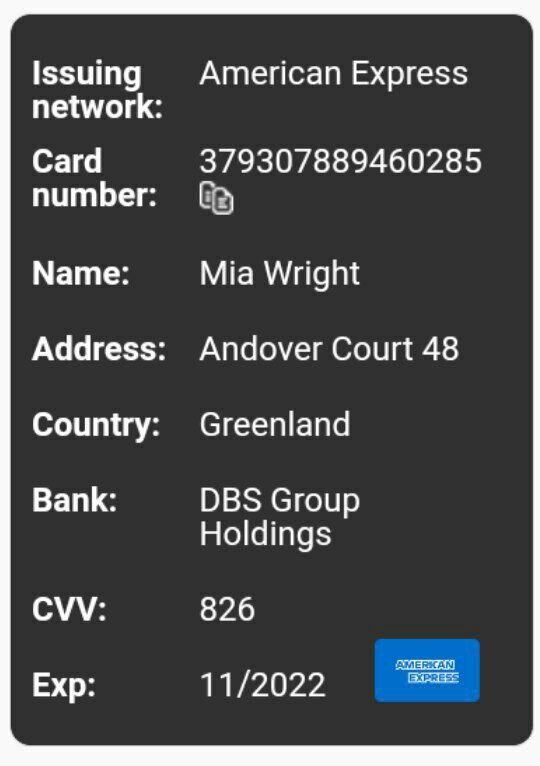 Issuing network: American Express
Card number: 379307889460285
Name: Mia Wright
Address: Andover Court 48
Country: Greenland
Bank: DBS Group Holdings
CVV: 826
Exp: 11/2022
AMERICAN
EXPRESS